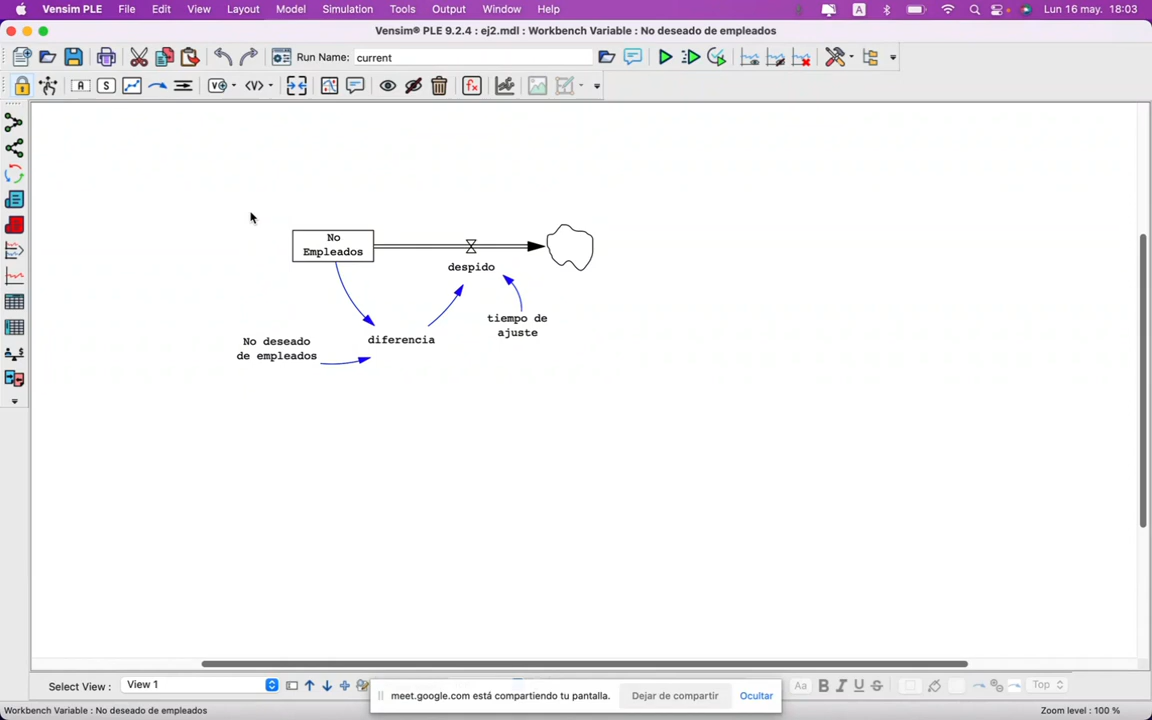 Vensim PLE File Edit View Layout Model Simulation Tools Output Window Help A Lun 16 may. 18:03
Vensim® PLE 9.2.4 : ej2.mdl : Workbench Variable : No deseado de empleados
Run Name: current
A S V <V> fx
No
Empleados
despido
tiempo de
ajuste
diferencia
No deseado
de empleados
Select View : View 1
meet.google.com está compartiendo tu pantalla. Dejar de compartir Ocultar
Aa B I U S Top
Workbench Variable : No deseado de empleados Zoom level : 100 %